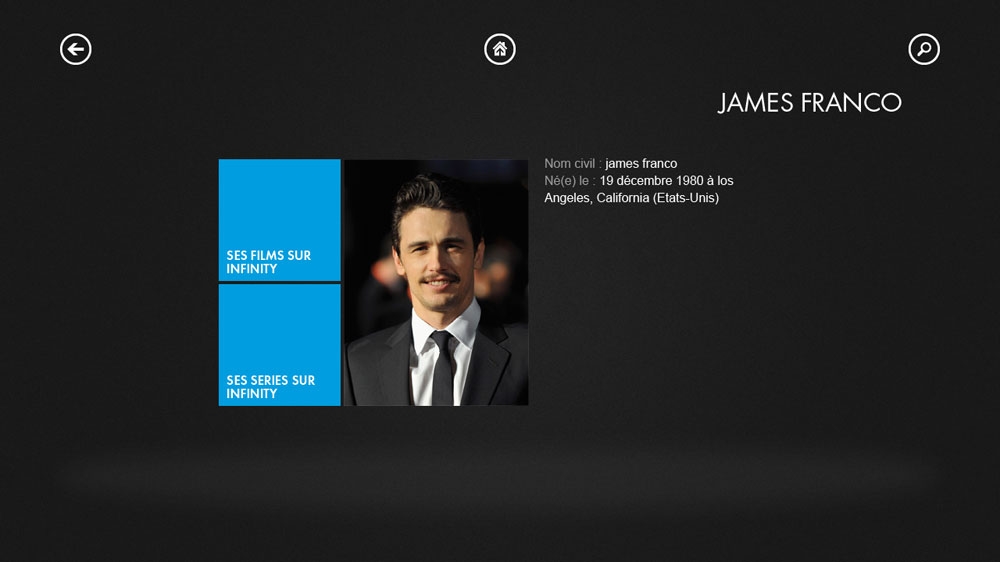 JAMES FRANCO
SES FILMS SUR
INFINITY
SES SERIES SUR
INFINITY
Nom civil : james franco
Né(e) le : 19 décembre 1980 à los
Angeles, California (Etats-Unis)